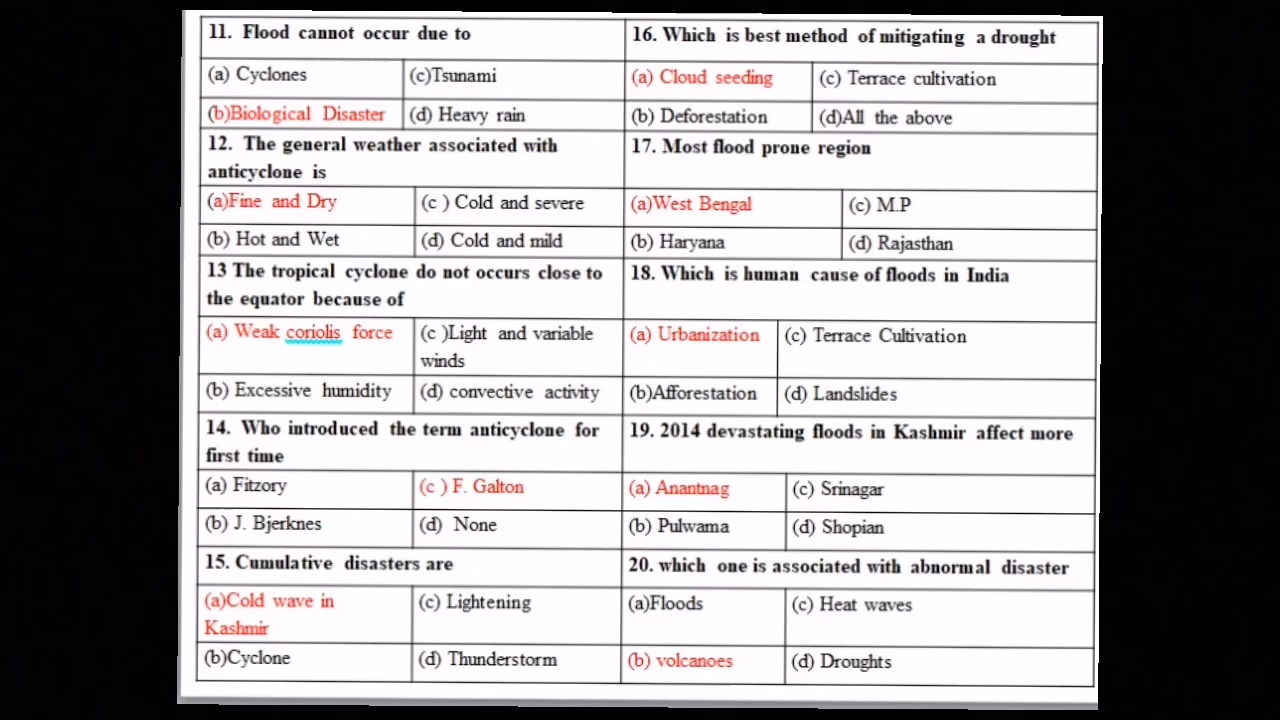 11. Flood cannot occur due to
(a) Cyclones
(c)Tsunami
(b)Biological Disaster
(d) Heavy rain
12. The general weather associated with
anticyclone is
(a)Fine and Dry
(c ) Cold and severe
(b) Hot and Wet
(d) Cold and mild
13 The tropical cyclone do not occurs close to
the equator because of
(a) Weak coriolis force
(c )Light and variable
winds
(b) Excessive humidity
(d) convective activity
14. Who introduced the term anticyclone for
first time
(a) Fitzory
(c ) F. Galton
(b) J. Bjerknes
(d) None
15. Cumulative disasters are
(a)Cold wave in
Kashmir
(c) Lightening
(b)Cyclone
(d) Thunderstorm
16. Which is best method of mitigating a drought
(a) Cloud seeding
(c) Terrace cultivation
(b) Deforestation
(d)All the above
17. Most flood prone region
(a)West Bengal
(c) M.P
(b) Haryana
(d) Rajasthan
18. Which is human cause of floods in India
(a) Urbanization
(c) Terrace Cultivation
(b)Afforestation
(d) Landslides
19. 2014 devastating floods in Kashmir affect more
(a) Anantnag
(c) Srinagar
(b) Pulwama
(d) Shopian
20. which one is associated with abnormal disaster
(a)Floods
(c) Heat waves
(b) volcanoes
(d) Droughts